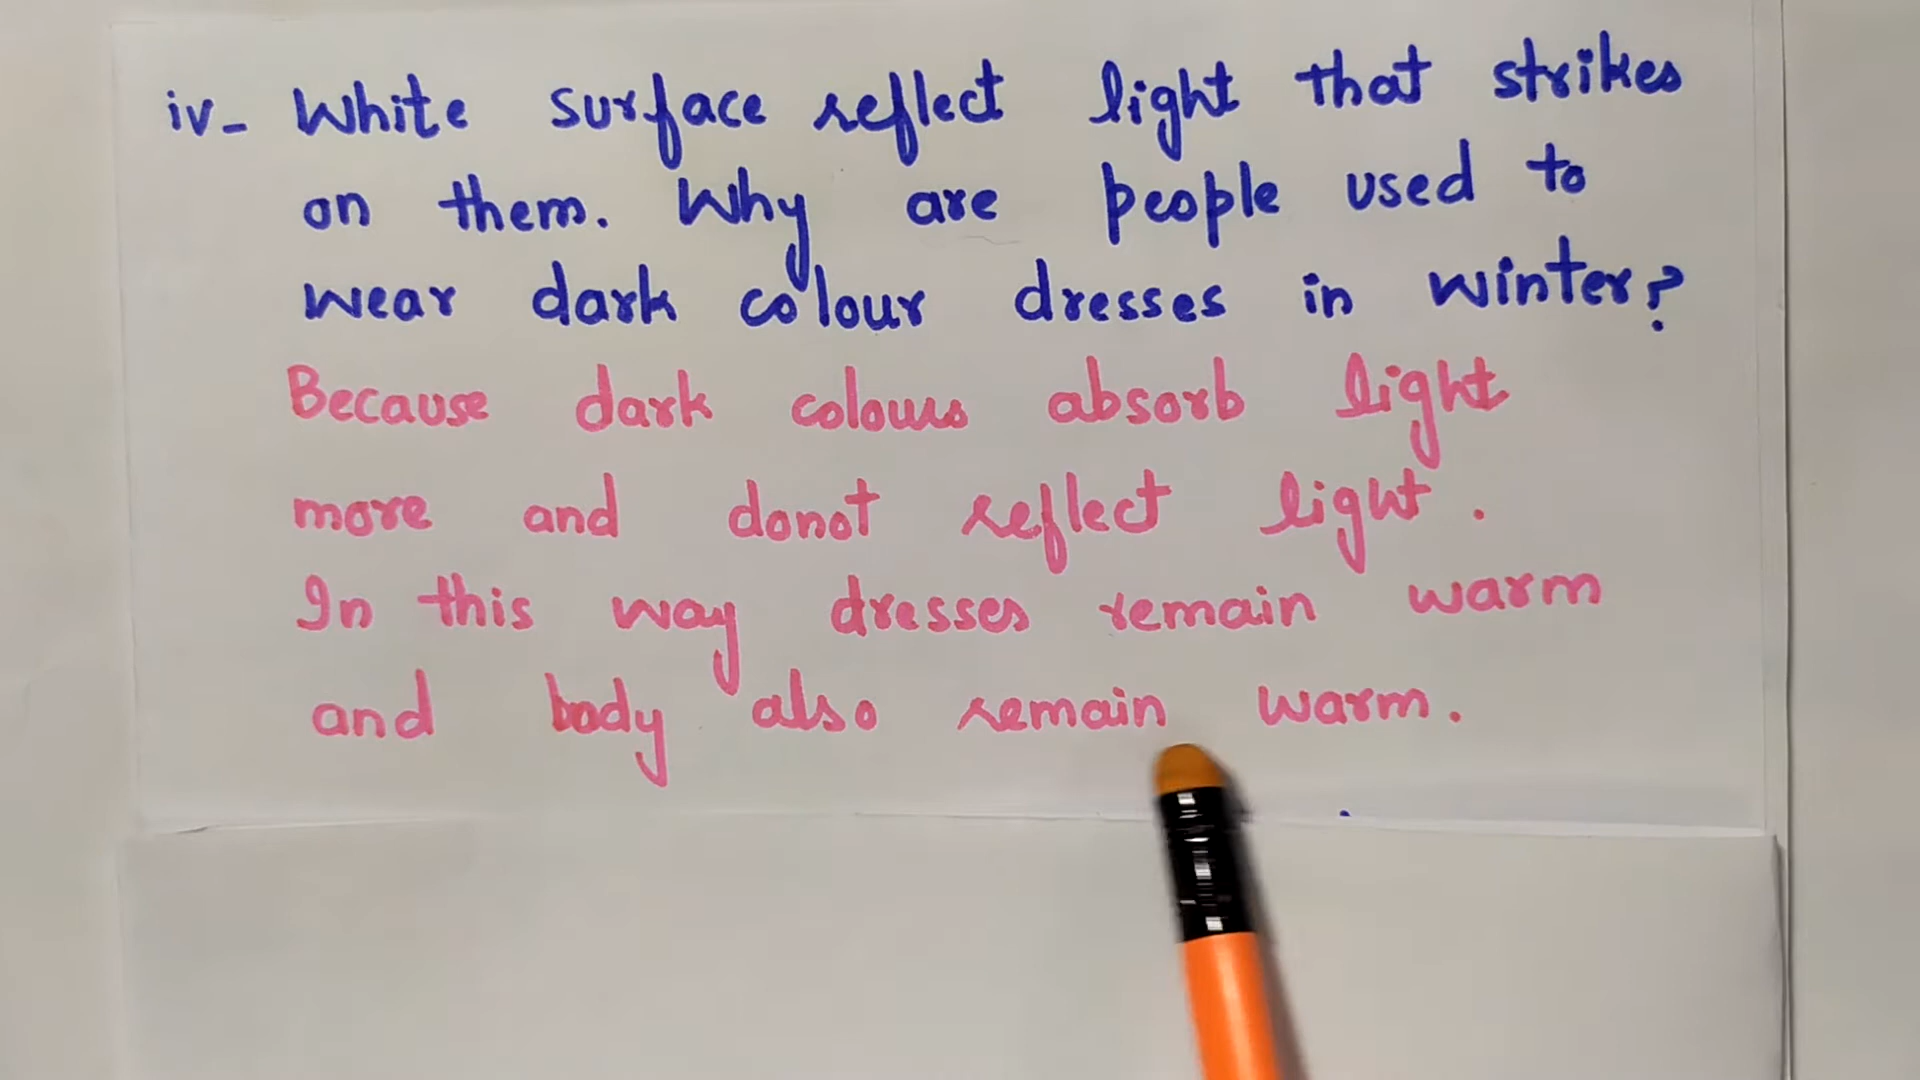 iv- White surface reflect light that strikes
on them. Why are people used to
wear dark colour dresses in winter?
Because dark colours absorb light
more and donot reflect light.
In this way dresses remain warm
and body also remain warm.